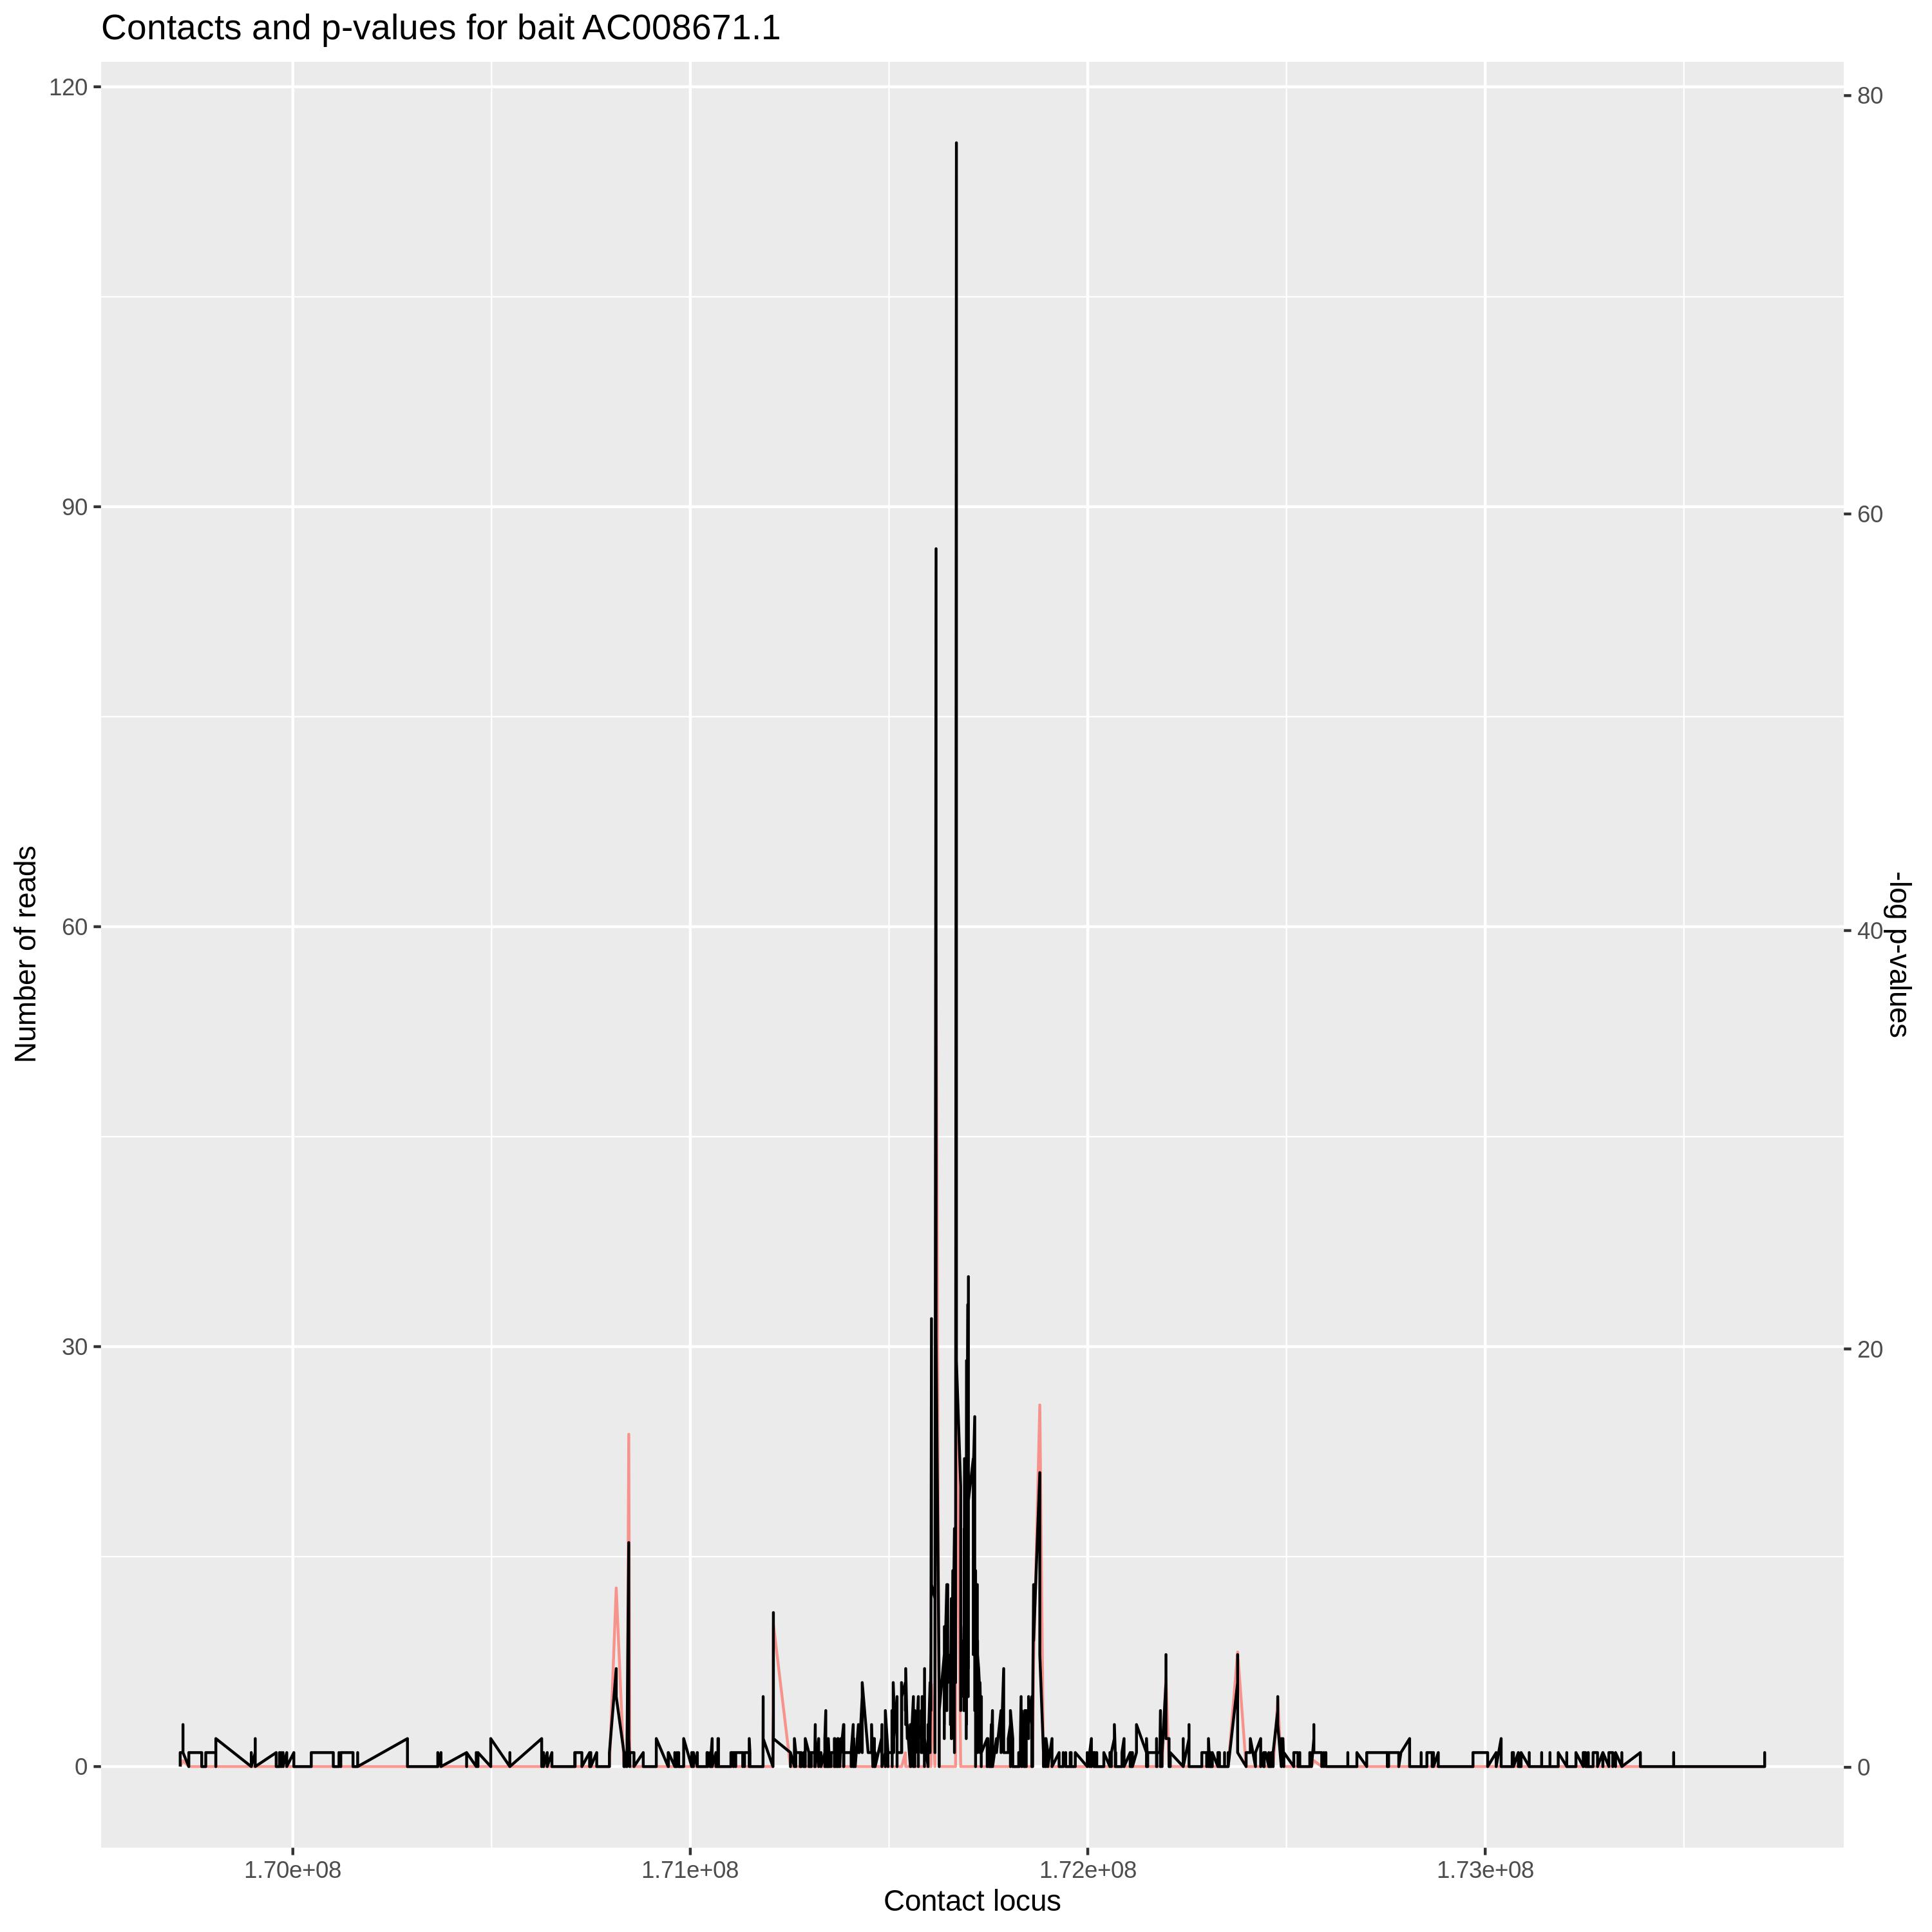 Contacts and p-values for bait AC008671.1
120
90
60
30
0
80
60
40
20
0
Number of reads
-log p-values
1.70e+08
1.71e+08
1.72e+08
1.73e+08
Contact locus